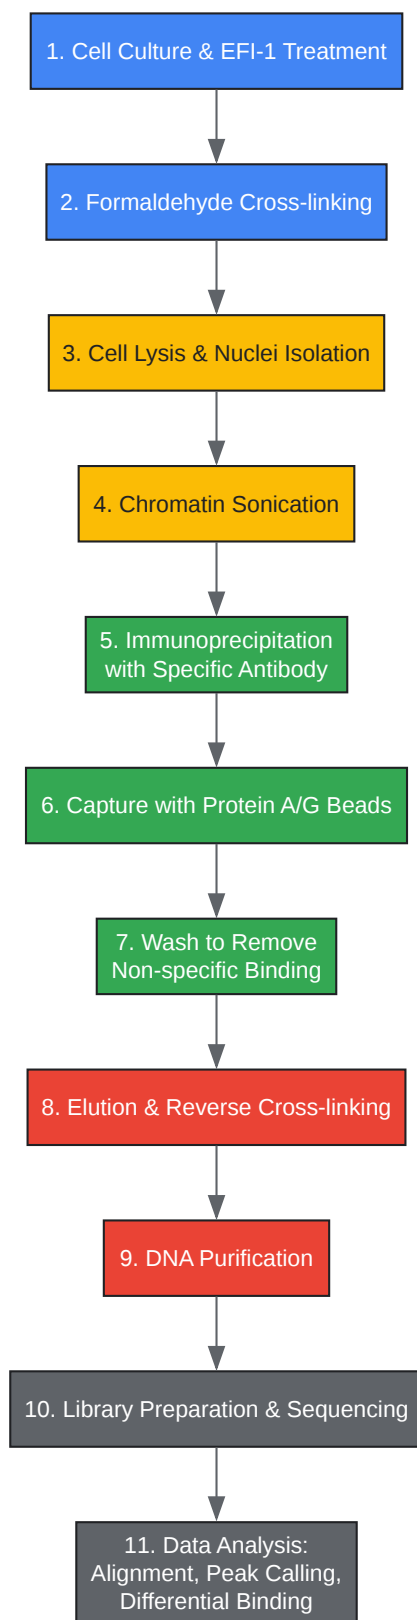 1. Cell Culture & EFI-1 Treatment
2. Formaldehyde Cross-linking
3. Cell Lysis & Nuclei Isolation
4. Chromatin Sonication
5. Immunoprecipitation
with Specific Antibody
6. Capture with Protein A/G Beads
7. Wash to Remove
Non-specific Binding
8. Elution & Reverse Cross-linking
9. DNA Purification
10. Library Preparation & Sequencing
11. Data Analysis:
Alignment, Peak Calling,
Differential Binding